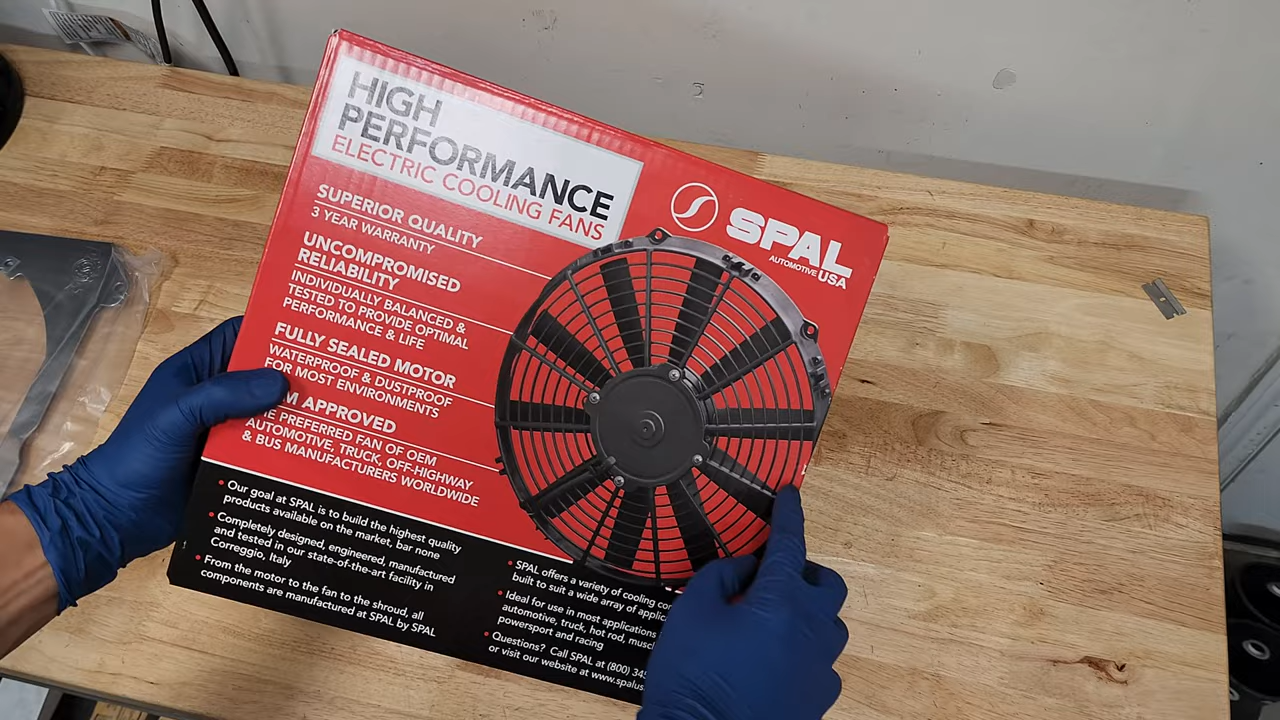 HIGH
PERFORMANCE
ELECTRIC COOLING FANS
SPAL
AUTOMOTIVE USA
SUPERIOR QUALITY
3 YEAR WARRANTY
UNCOMPROMISED
RELIABILITY
INDIVIDUALLY BALANCED &
TESTED TO PROVIDE OPTIMAL
PERFORMANCE & LIFE
FULLY SEALED MOTOR
WATERPROOF & DUSTPROOF
FOR MOST ENVIRONMENTS
APPROVED
THE PREFERRED FAN OF OEM
AUTOMOTIVE, TRUCK, OFF-HIGHWAY
& BUS MANUFACTURERS WORLDWIDE
• Our goal at SPAL is to build the highest quality
products available on the market, bar none
• Completely designed, engineered, manufactured
and tested in our state-of-the-art facility in
Correggio, Italy
• From the motor to the fan to the shroud, all
components are manufactured at SPAL by SPAL
• SPAL offers a variety of cooling
built to suit a wide array of
• Ideal for use in most applications
automotive, truck, hot rod,
powersport and racing
• Questions? Call SPAL at (800)
or visit our website at